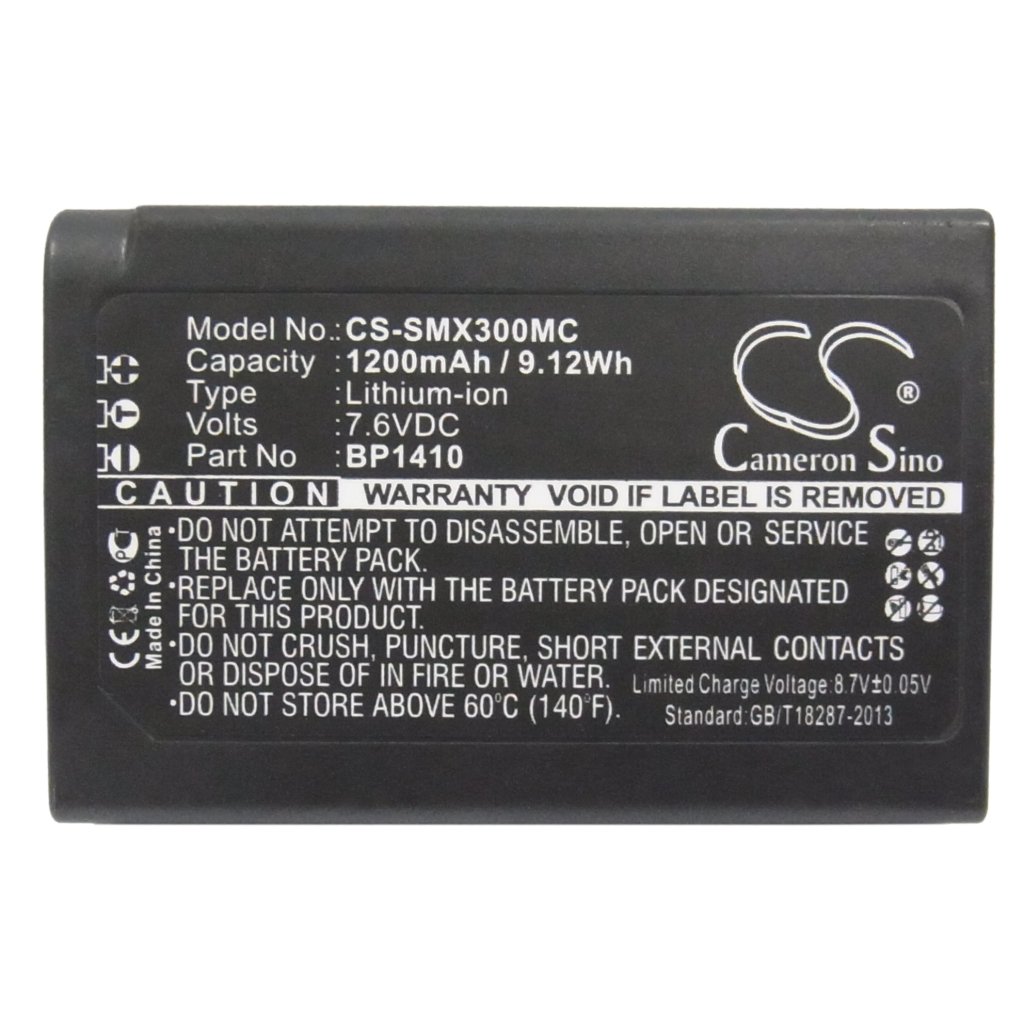 Model No.: CS-SMX300MC
Capacity : 1200mAh / 9.12Wh
Type : Lithium-ion
Volts : 7.6VDC
Part No : BP1410
CS ®
Cameron Sino
CAUTION WARRANTY VOID IF LABEL IS REMOVED
•DO NOT ATTEMPT TO DISASSEMBLE, OPEN OR SERVICE
THE BATTERY PACK.
•REPLACE ONLY WITH THE BATTERY PACK DESIGNATED
FOR THIS PRODUCT.
•DO NOT CRUSH, PUNCTURE, SHORT EXTERNAL CONTACTS
OR DISPOSE OF IN FIRE OR WATER.
•DO NOT STORE ABOVE 60°C (140°F).
Limited Charge Voltage:8.7V±0.05V
Standard:GB/T18287-2013
Made In China
CE
PCT